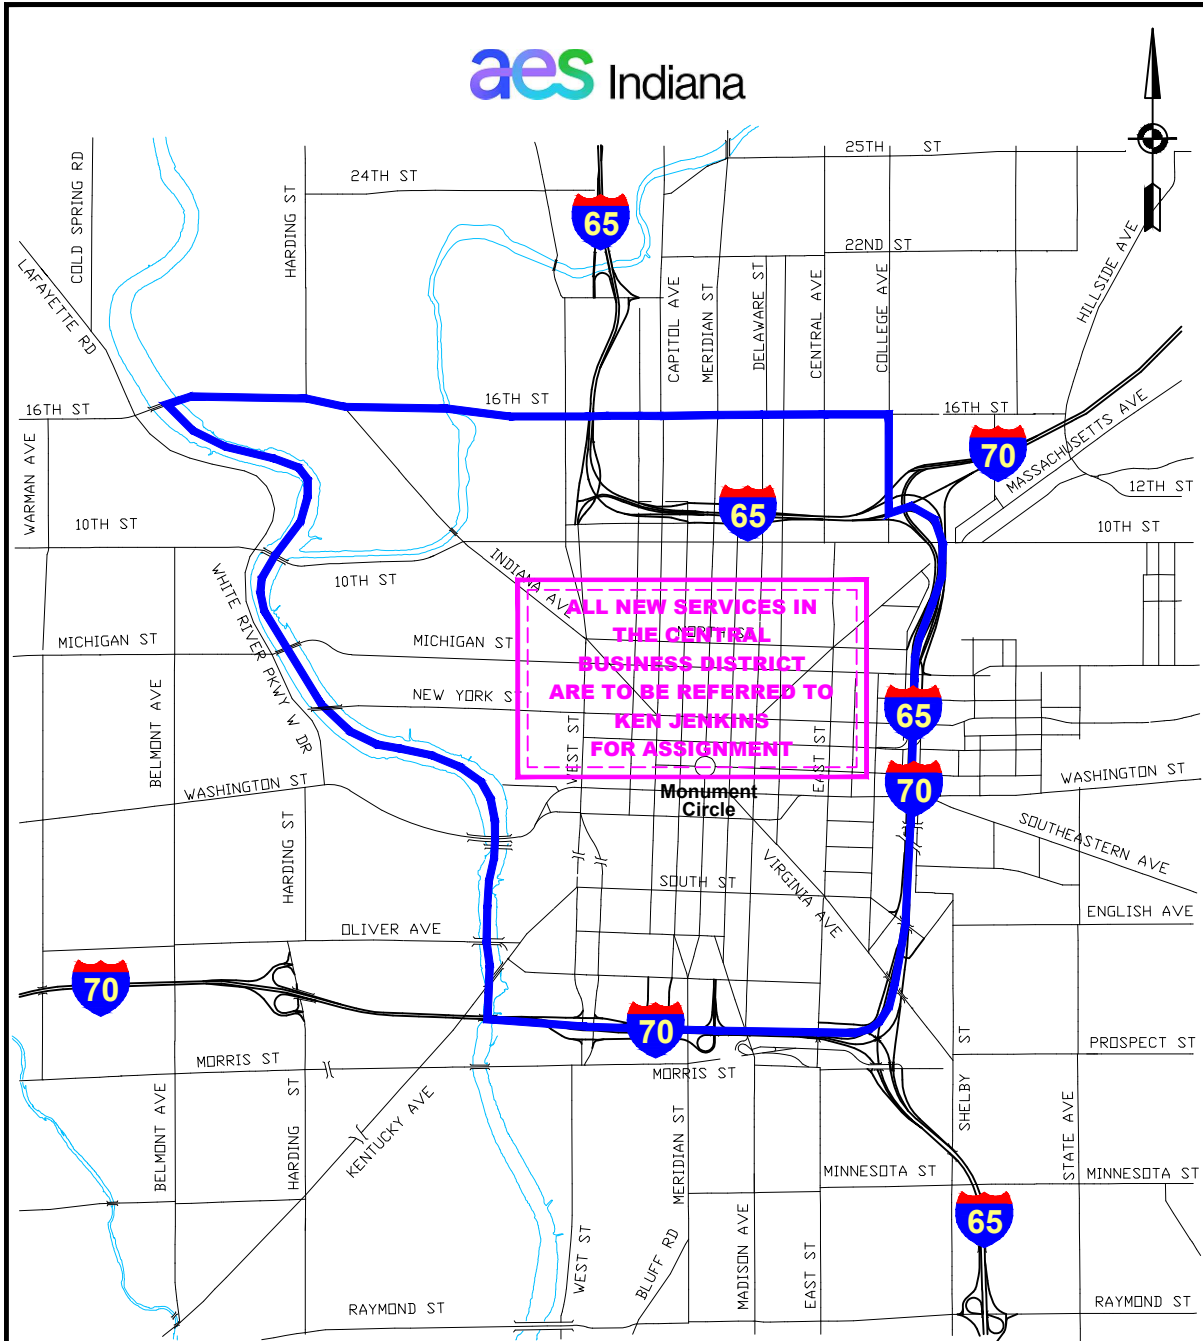 aes Indiana
25TH ST
24TH ST
COLD SPRING RD
HARDING ST
65
22ND ST
HILLSIDE AVE
LAFAYETTE RD
CAPITOL AVE
MERIDIAN ST
DELAWARE ST
CENTRAL AVE
COLLEGE AVE
16TH ST
16TH ST
16TH ST
MASSACHUSETTS AVE
WARMAN AVE
70
12TH ST
65
10TH ST
10TH ST
10TH ST
INDIANA AVE
WHITE RIVER PKWY W DR
ALL NEW SERVICES IN
THE CENTRAL
BUSINESS DISTRICT
ARE TO BE REFERRED TO
KEN JENKINS
FOR ASSIGNMENT
NORTH ST
MICHIGAN ST
MICHIGAN ST
NEW YORK ST
BELMONT AVE
WEST ST
EAST ST
65
70
WASHINGTON ST
WASHINGTON ST
Monument
Circle
HARDING ST
SOUTHEASTERN AVE
VIRGINIA AVE
SOUTH ST
ENGLISH AVE
OLIVER AVE
70
70
SHELBY ST
PROSPECT ST
MORRIS ST
MORRIS ST
BELMONT AVE
HARDING ST
KENTUCKY AVE
MERIDIAN ST
STATE AVE
MINNESOTA ST
MINNESOTA ST
65
WEST ST
BLUFF RD
MADISON AVE
EAST ST
RAYMOND ST
RAYMOND ST